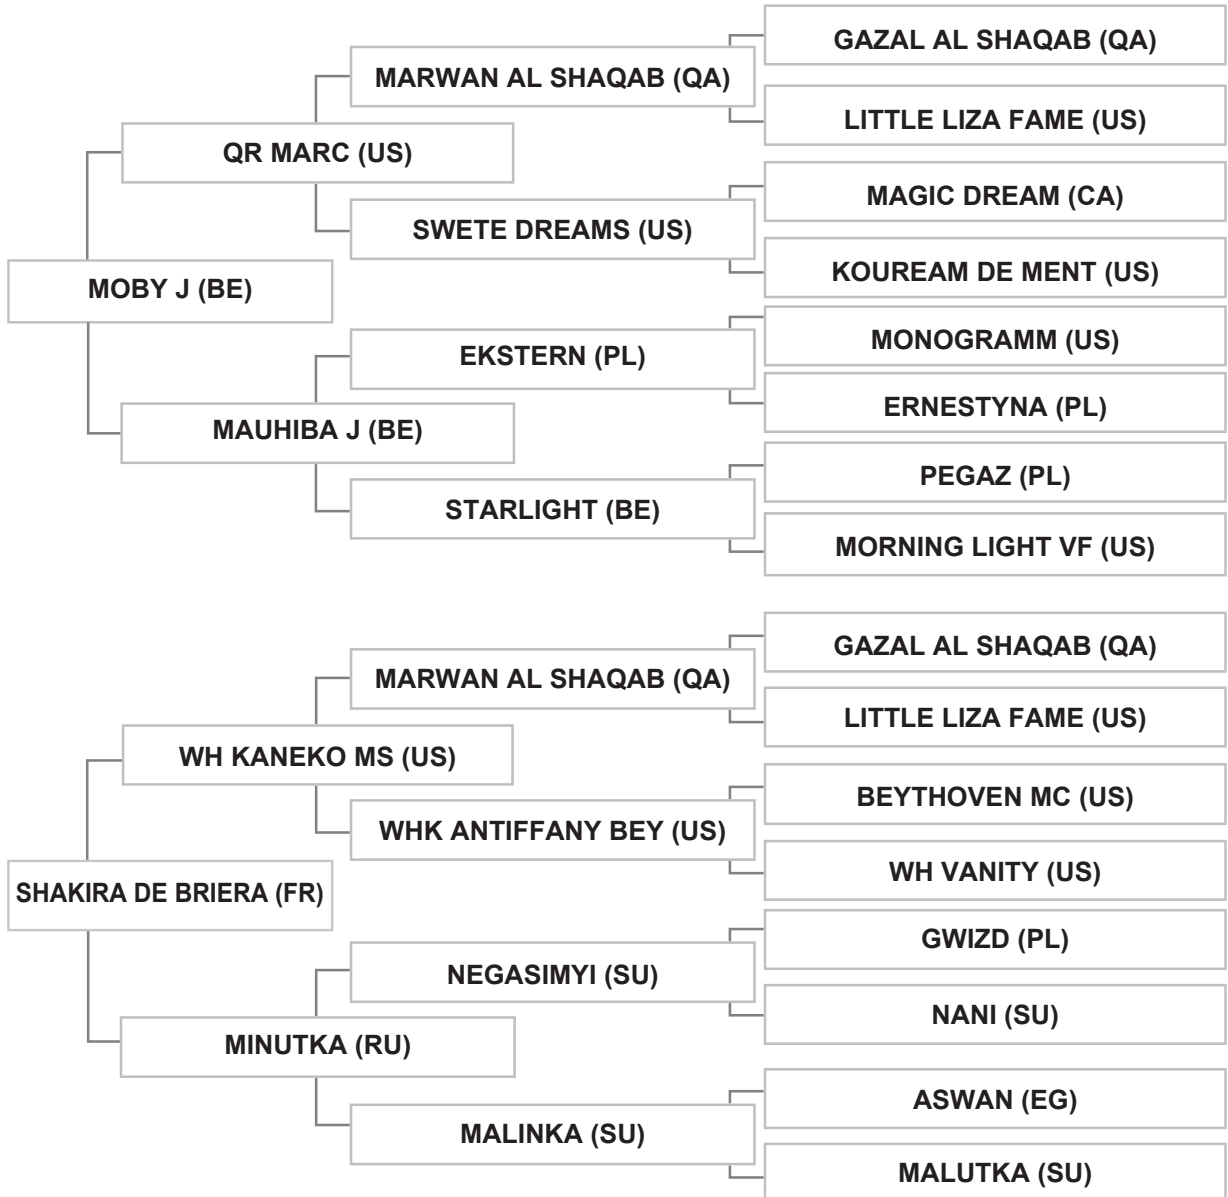 GAZAL AL SHAQAB (QA)
MARWAN AL SHAQAB (QA)
LITTLE LIZA FAME (US)
QR MARC (US)
MAGIC DREAM (CA)
SWETE DREAMS (US)
KOUREAM DE MENT (US)
MOBY J (BE)
MONOGRAMM (US)
EKSTERN (PL)
ERNESTYNA (PL)
MAUHIBA J (BE)
PEGAZ (PL)
STARLIGHT (BE)
MORNING LIGHT VF (US)
GAZAL AL SHAQAB (QA)
MARWAN AL SHAQAB (QA)
LITTLE LIZA FAME (US)
WH KANEKO MS (US)
BEYTHOVEN MC (US)
WHK ANTIFFANY BEY (US)
WH VANITY (US)
SHAKIRA DE BRIERA (FR)
GWIZD (PL)
NEGASIMYI (SU)
NANI (SU)
MINUTKA (RU)
ASWAN (EG)
MALINKA (SU)
MALUTKA (SU)